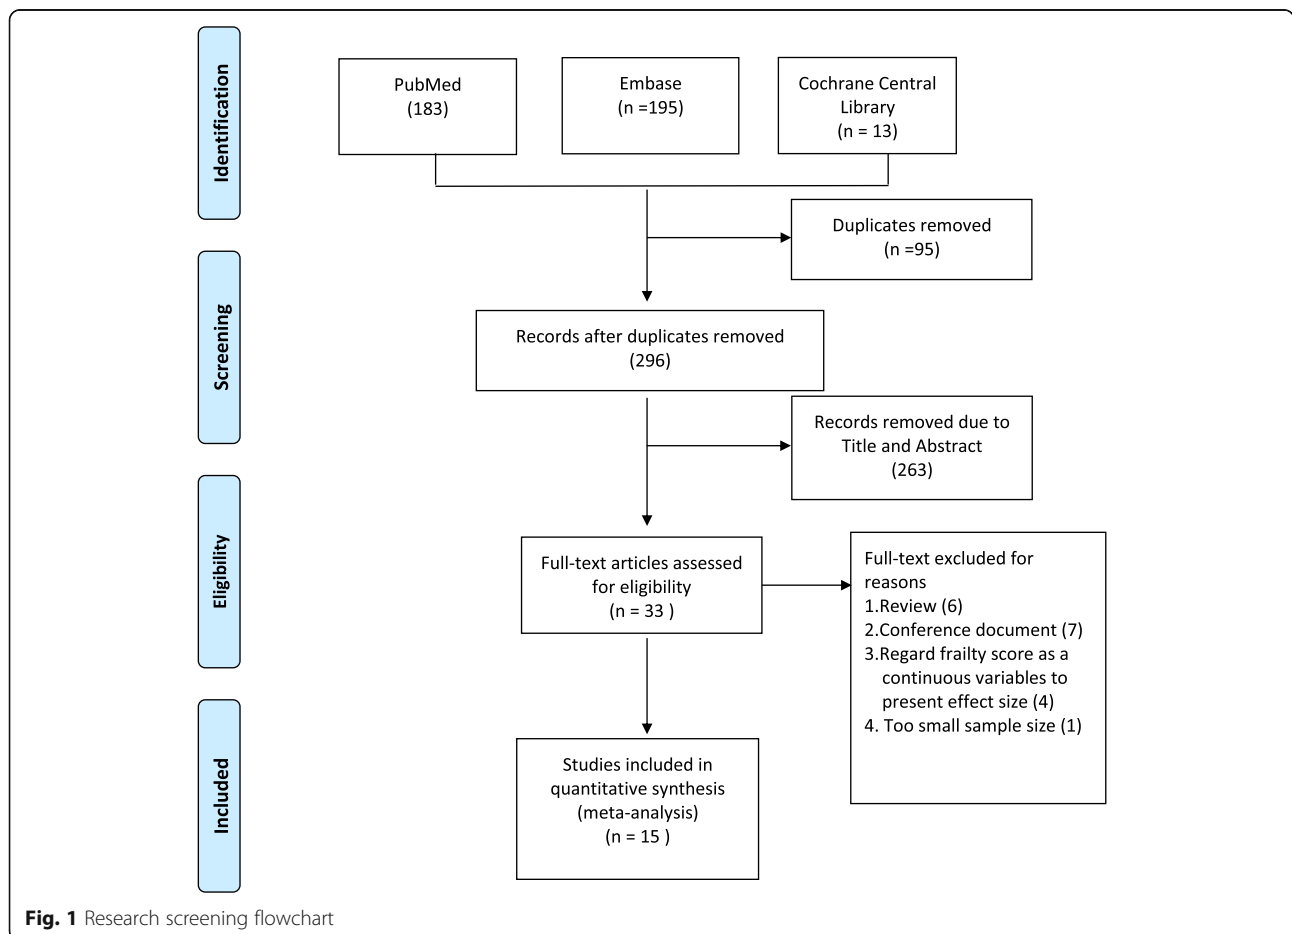 Identification
PubMed
(183)
Embase
(n =195)
Cochrane Central
Library
(n = 13)
Duplicates removed
(n =95)
Screening
Records after duplicates removed
(296)
Records removed due to
Title and Abstract
(263)
Eligibility
Full-text articles assessed
for eligibility
(n = 33 )
Full-text excluded for
reasons
1.Review (6)
2.Conference document (7)
3.Regard frailty score as a
continuous variables to
present effect size (4)
4. Too small sample size (1)
Included
Studies included in
quantitative synthesis
(meta-analysis)
(n = 15 )
Fig. 1 Research screening flowchart